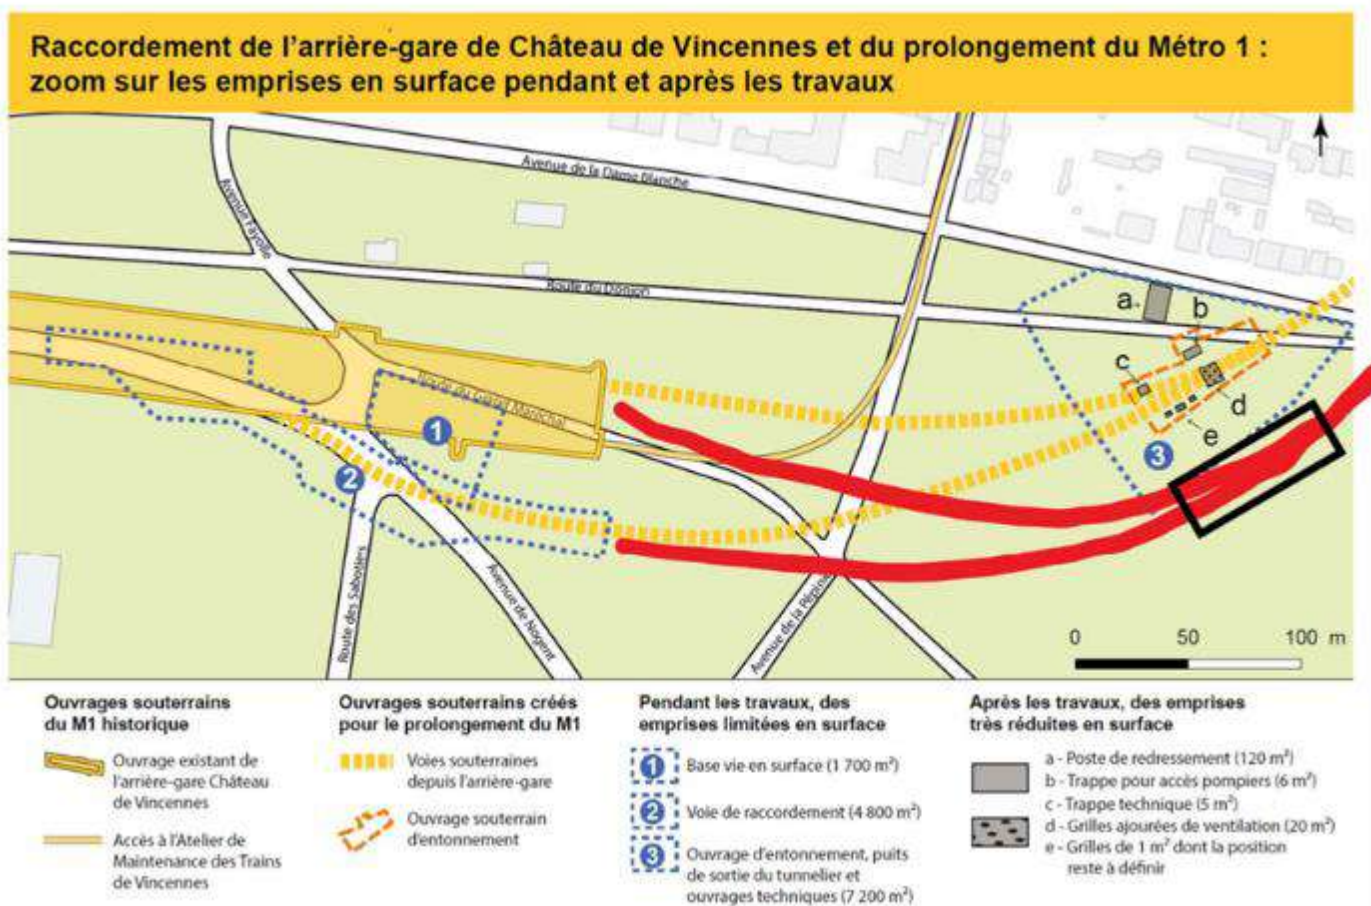 Raccordement de l'arrière-gare de Château de Vincennes et du prolongement du Métro 1 :
zoom sur les emprises en surface pendant et après les travaux
Avenue de la Dame Blanche
Avenue Fayolle
Route du Donjon
a
b
c
Route du Grand Maréchal
d
1
e
3
2
Route des Sabotiers
Avenue de Nogent
Avenue de la Pépinière
0 50 100 m
Ouvrages souterrains
du M1 historique
Ouvrage existant de
l'arrière-gare Château
de Vincennes
Accès à l'Atelier de
Maintenance des Trains
de Vincennes
Ouvrages souterrains créés
pour le prolongement du M1
Voies souterraines
depuis l'arrière-gare
Ouvrage souterrain
d'entonnement
Pendant les travaux, des
emprises limitées en surface
1 Base vie en surface (1 700 m²)
2 Voie de raccordement (4 800 m²)
3 Ouvrage d'entonnement, puits
de sortie du tunnelier et
ouvrages techniques (7 200 m²)
Après les travaux, des emprises
très réduites en surface
a - Poste de redressement (120 m²)
b - Trappe pour accès pompiers (6 m²)
c - Trappe technique (5 m²)
d - Grilles ajourées de ventilation (20 m²)
e - Grilles de 1 m² dont la position
reste à définir